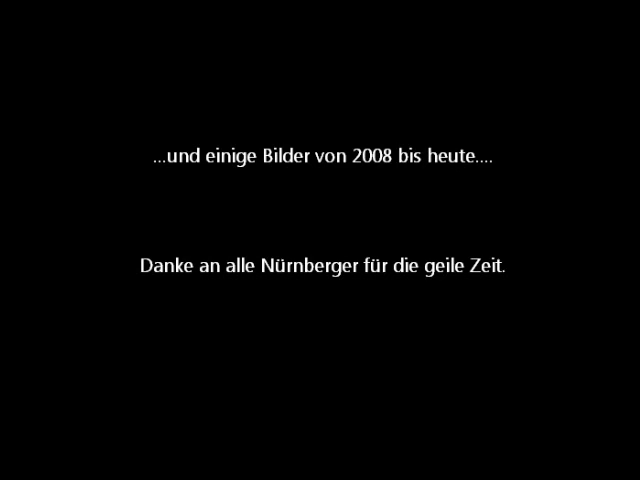 ...und einige Bilder von 2008 bis heute....
Danke an alle Nürnberger für die geile Zeit.